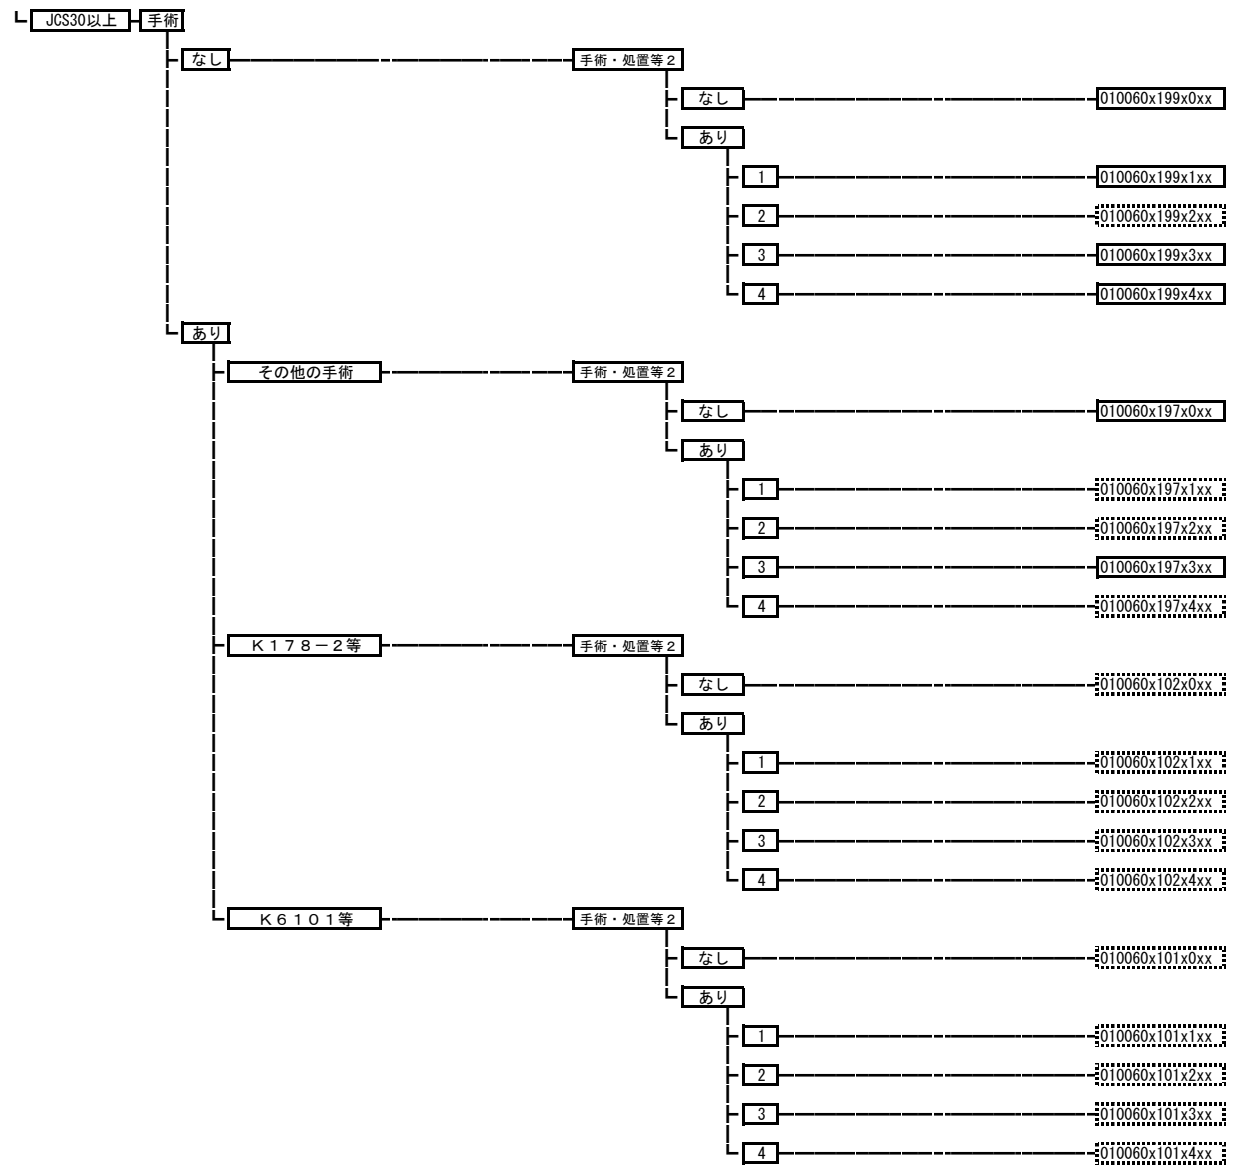 JCS30以上 手術
なし 手術・処置等2
なし 010060x199x0xx
あり
1 010060x199x1xx
2 010060x199x2xx
3 010060x199x3xx
4 010060x199x4xx
あり
その他の手術 手術・処置等2
なし 010060x197x0xx
あり
1 010060x197x1xx
2 010060x197x2xx
3 010060x197x3xx
4 010060x197x4xx
K178-2等 手術・処置等2
なし 010060x102x0xx
あり
1 010060x102x1xx
2 010060x102x2xx
3 010060x102x3xx
4 010060x102x4xx
K6101等 手術・処置等2
なし 010060x101x0xx
あり
1 010060x101x1xx
2 010060x101x2xx
3 010060x101x3xx
4 010060x101x4xx